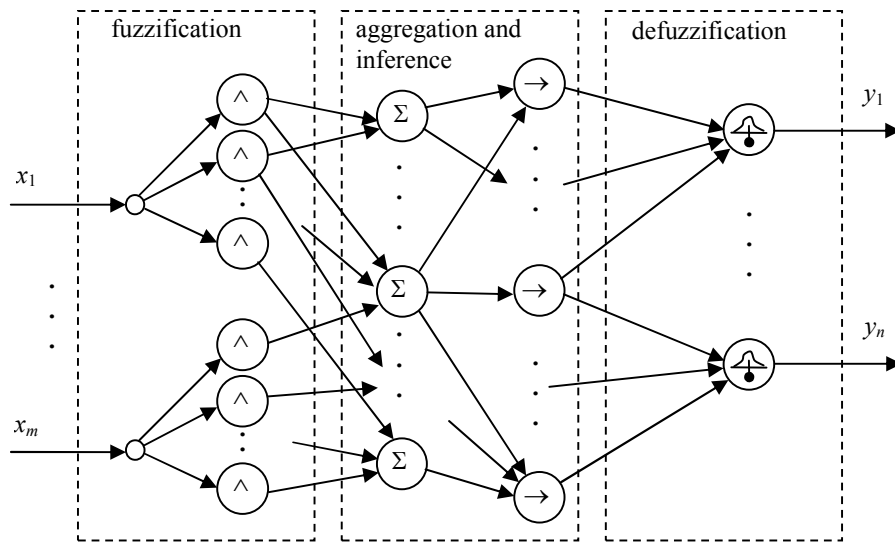 fuzzification
aggregation and
inference
defuzzification
x1
xm
^
^
^
^
^
^
Σ
Σ
Σ
→
→
→
y1
yn